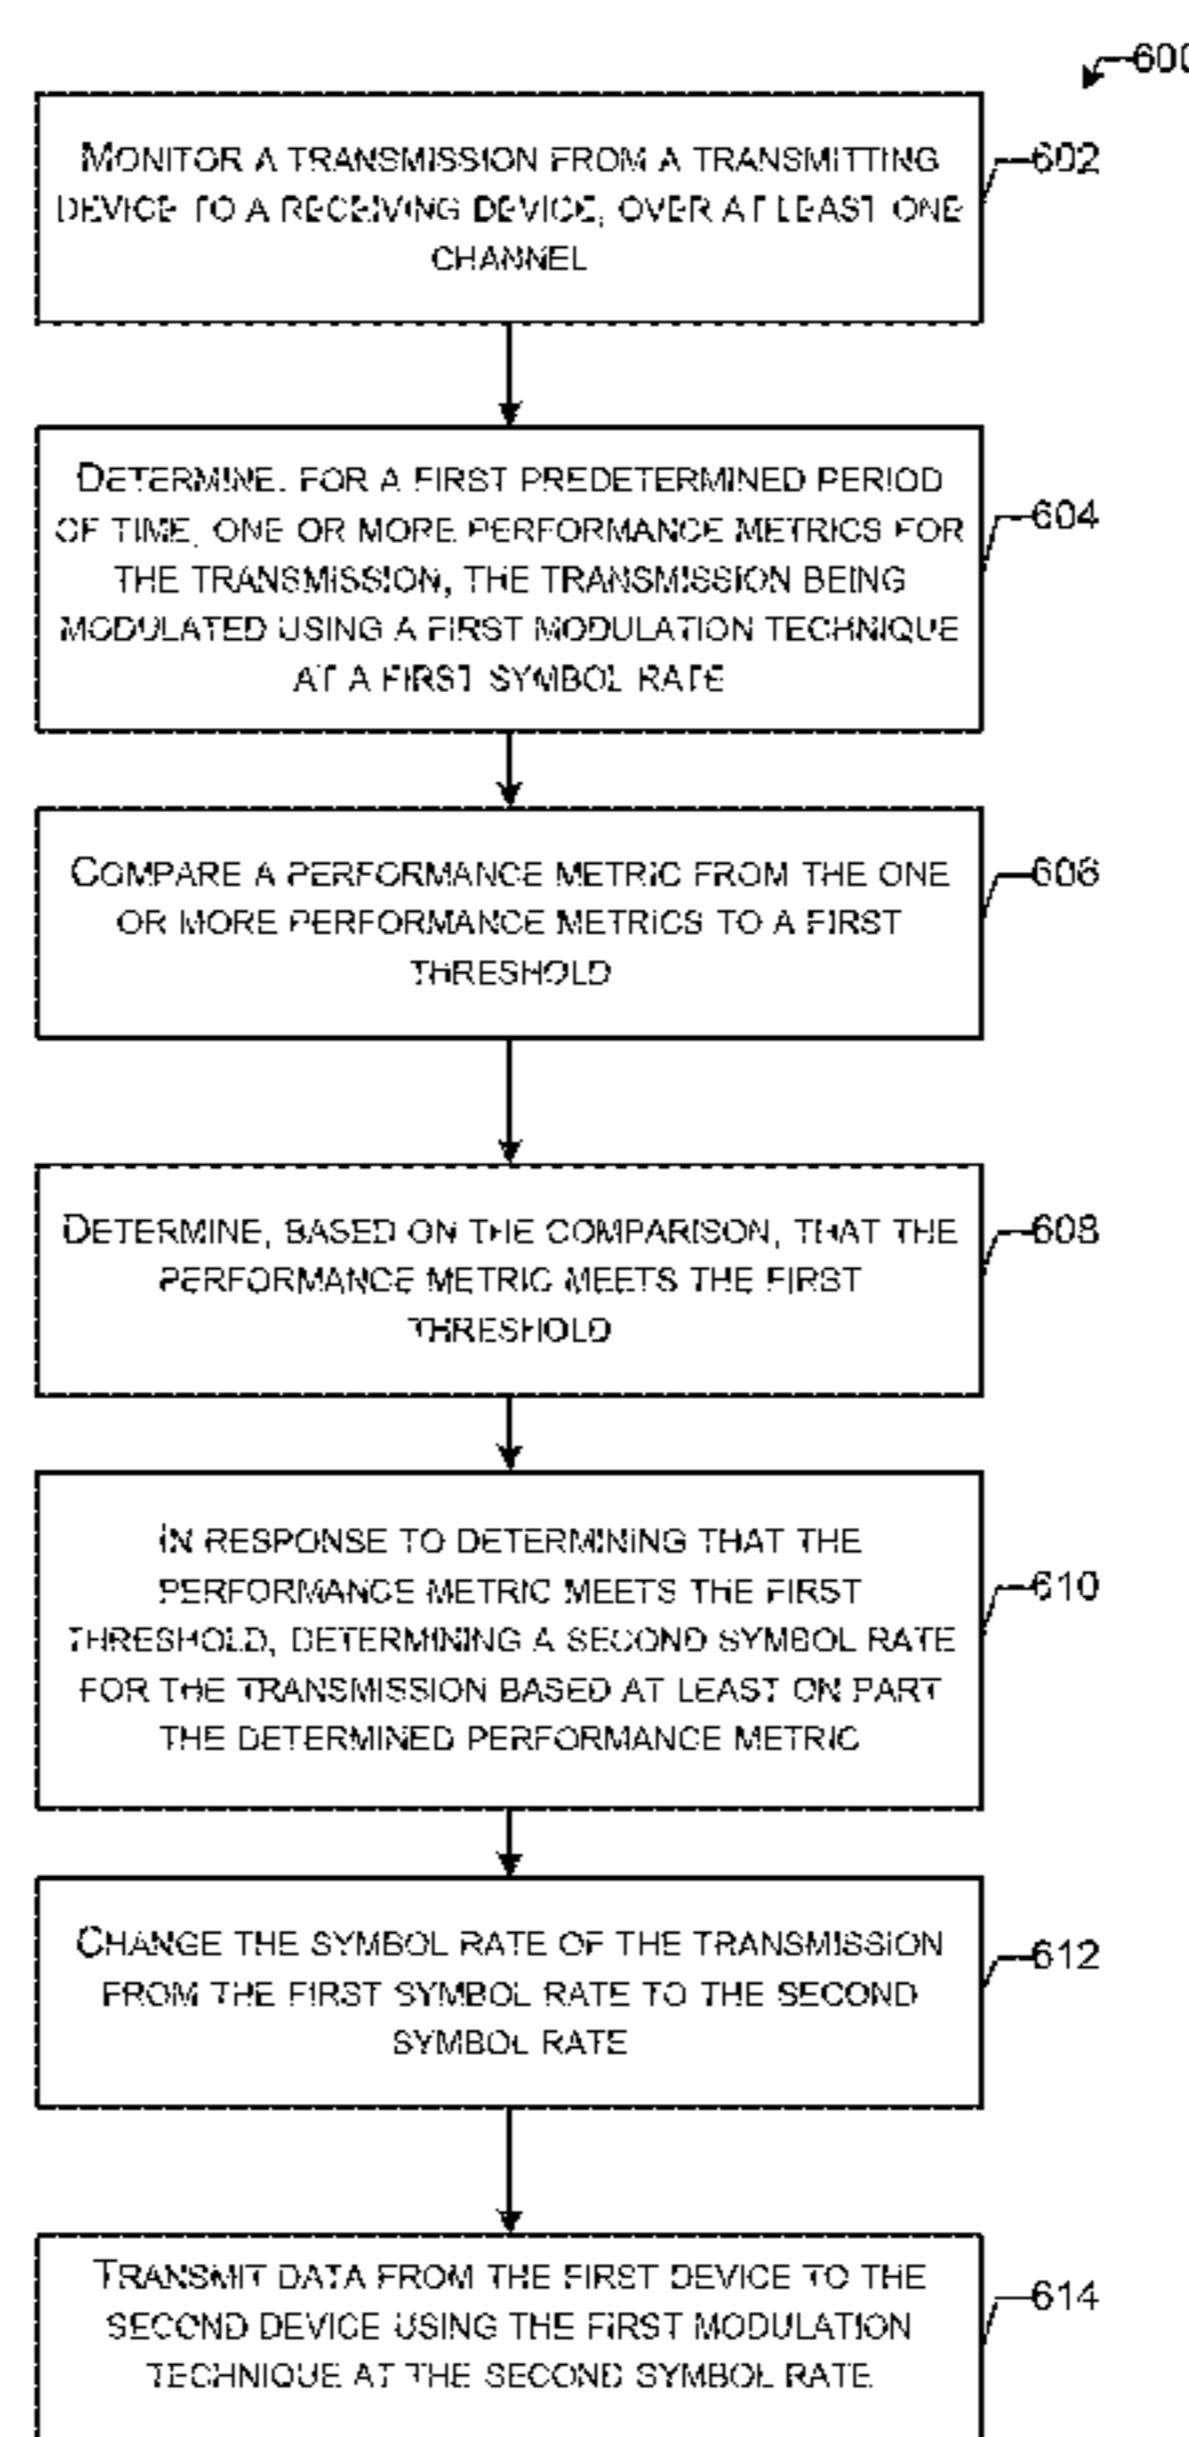 600
MONITOR A TRANSMISSION FROM A TRANSMITTING
DEVICE TO A RECEIVING DEVICE, OVER AT LEAST ONE
CHANNEL
602
DETERMINE, FOR A FIRST PREDETERMINED PERIOD
OF TIME, ONE OR MORE PERFORMANCE METRICS FOR
THE TRANSMISSION, THE TRANSMISSION BEING
MODULATED USING A FIRST MODULATION TECHNIQUE
AT A FIRST SYMBOL RATE
604
COMPARE A PERFORMANCE METRIC FROM THE ONE
OR MORE PERFORMANCE METRICS TO A FIRST
THRESHOLD
606
DETERMINE, BASED ON THE COMPARISON, THAT THE
PERFORMANCE METRIC MEETS THE FIRST
THRESHOLD
608
IN RESPONSE TO DETERMINING THAT THE
PERFORMANCE METRIC MEETS THE FIRST
THRESHOLD, DETERMINING A SECOND SYMBOL RATE
FOR THE TRANSMISSION BASED AT LEAST ON PART
THE DETERMINED PERFORMANCE METRIC
610
CHANGE THE SYMBOL RATE OF THE TRANSMISSION
FROM THE FIRST SYMBOL RATE TO THE SECOND
SYMBOL RATE
612
TRANSMIT DATA FROM THE FIRST DEVICE TO THE
SECOND DEVICE USING THE FIRST MODULATION
TECHNIQUE AT THE SECOND SYMBOL RATE
614